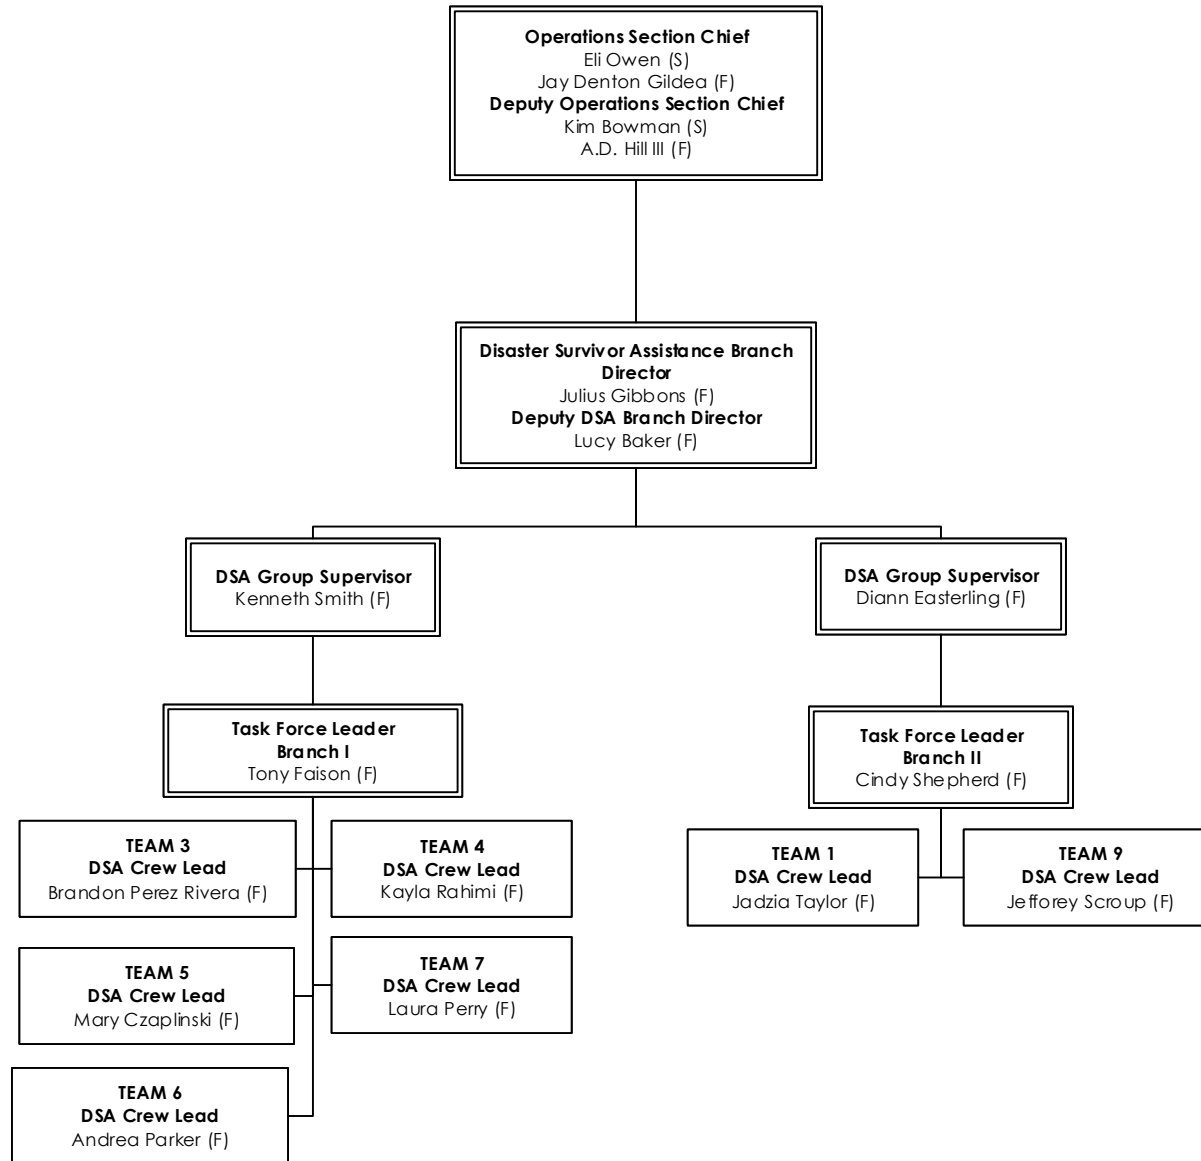 Operations Section Chief
Eli Owen (S)
Jay Denton Gildea (F)
Deputy Operations Section Chief
Kim Bowman (S)
A.D. Hill III (F)
Disaster Survivor Assistance Branch
Director
Julius Gibbons (F)
Deputy DSA Branch Director
Lucy Baker (F)
DSA Group Supervisor
Kenneth Smith (F)
DSA Group Supervisor
Diann Easterling (F)
Task Force Leader
Branch I
Tony Faison (F)
Task Force Leader
Branch II
Cindy Shepherd (F)
TEAM 3
DSA Crew Lead
Brandon Perez Rivera (F)
TEAM 4
DSA Crew Lead
Kayla Rahimi (F)
TEAM 1
DSA Crew Lead
Jadzia Taylor (F)
TEAM 9
DSA Crew Lead
Jefforey Scroup (F)
TEAM 5
DSA Crew Lead
Mary Czaplinski (F)
TEAM 7
DSA Crew Lead
Laura Perry (F)
TEAM 6
DSA Crew Lead
Andrea Parker (F)